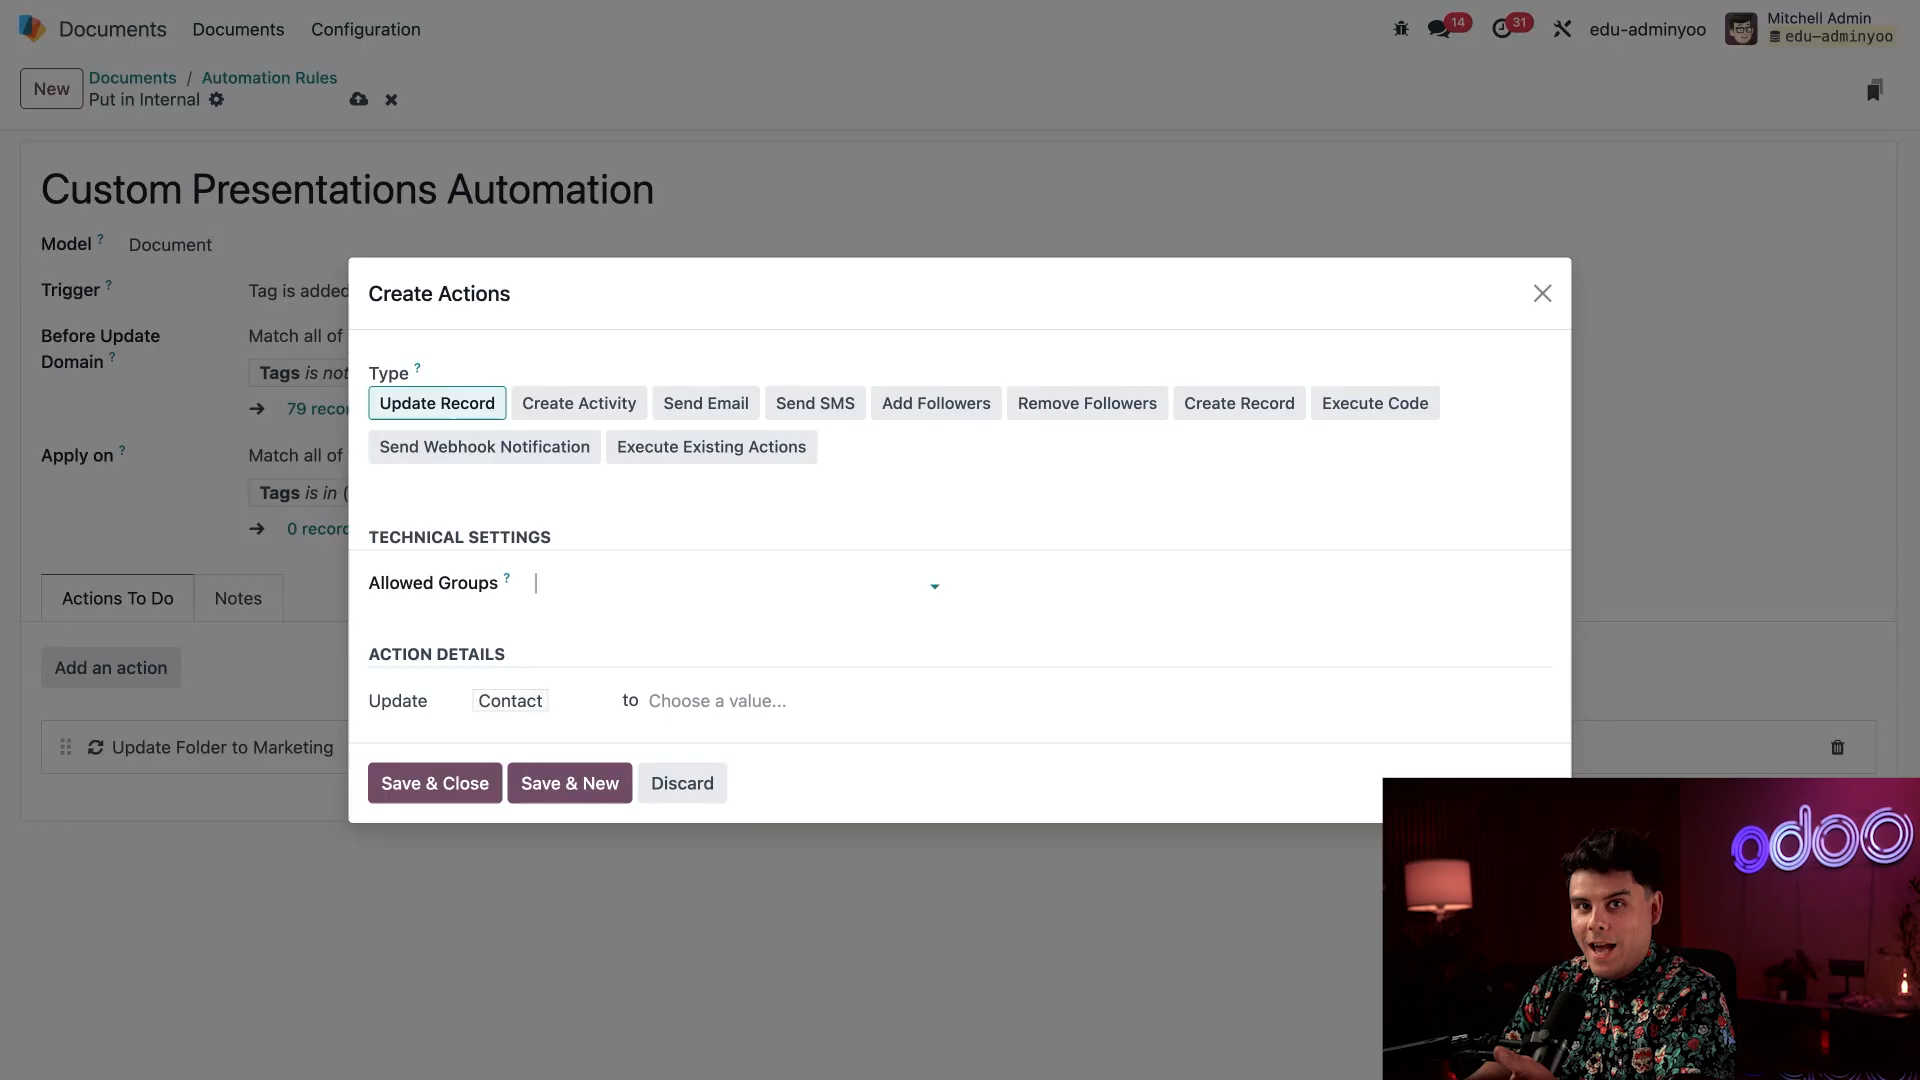 Documents Documents Configuration 14 31 edu-adminyoo Mitchell Admin
edu-adminyoo
New Documents / Automation Rules
Put in Internal
Custom Presentations Automation
Model ? Document
Trigger ? Tag is added
Before Update Domain ? Match all of
Tags is not
79 recor
Apply on ? Match all of
Tags is in (
0 record
Actions To Do Notes
Add an action
Update Folder to Marketing
Create Actions
Type ?
Update Record Create Activity Send Email Send SMS Add Followers Remove Followers Create Record Execute Code
Send Webhook Notification Execute Existing Actions
TECHNICAL SETTINGS
Allowed Groups ?
ACTION DETAILS
Update Contact to Choose a value...
Save & Close Save & New Discard
odoo